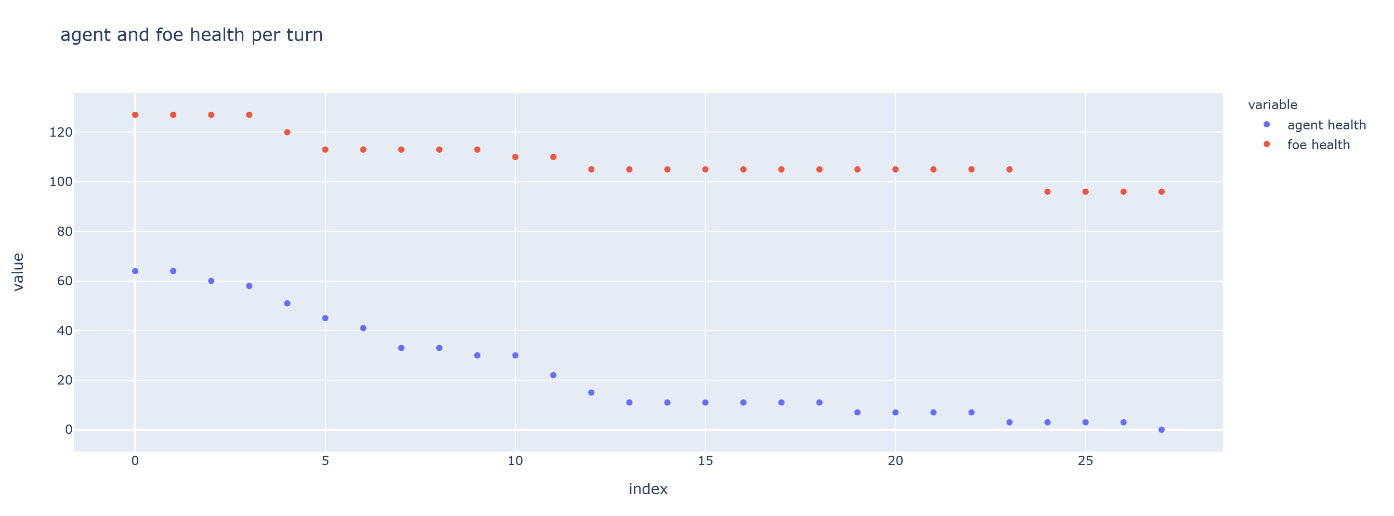 agent and foe health per turn
variable
agent health
foe health
value
120
100
80
60
40
20
0
0 5 10 15 20 25
index